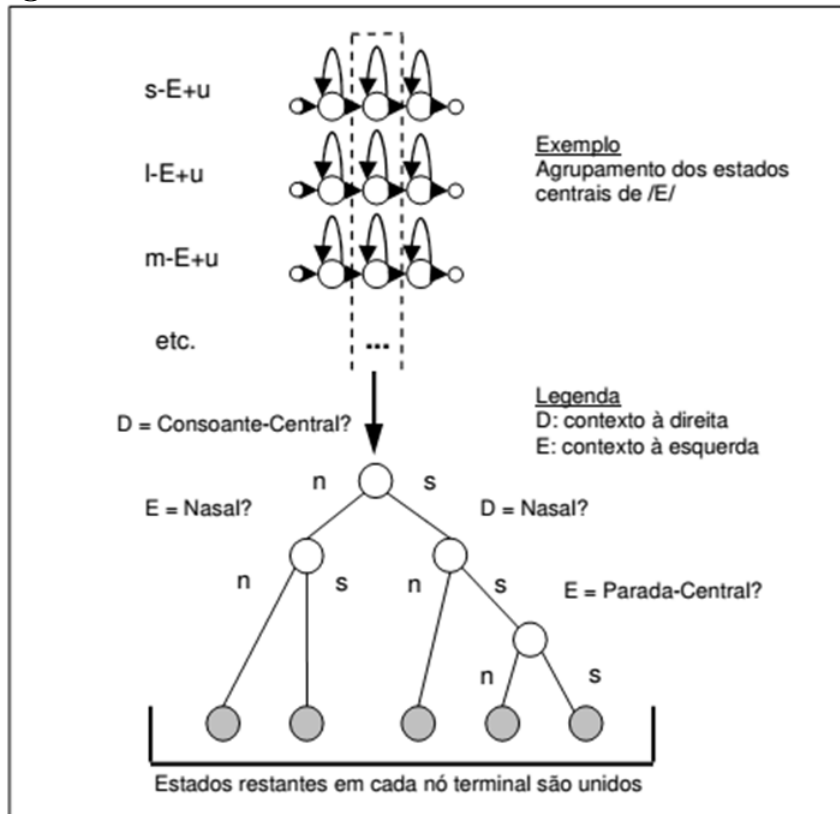 s-E+u
l-E+u
m-E+u
etc.
...
Exemplo
Agrupamento dos estados
centrais de /E/
Legenda
D: contexto à direita
E: contexto à esquerda
D = Consoante-Central?
n
s
E = Nasal?
D = Nasal?
n
s
n
s
E = Parada-Central?
n
s
Estados restantes em cada nó terminal são unidos